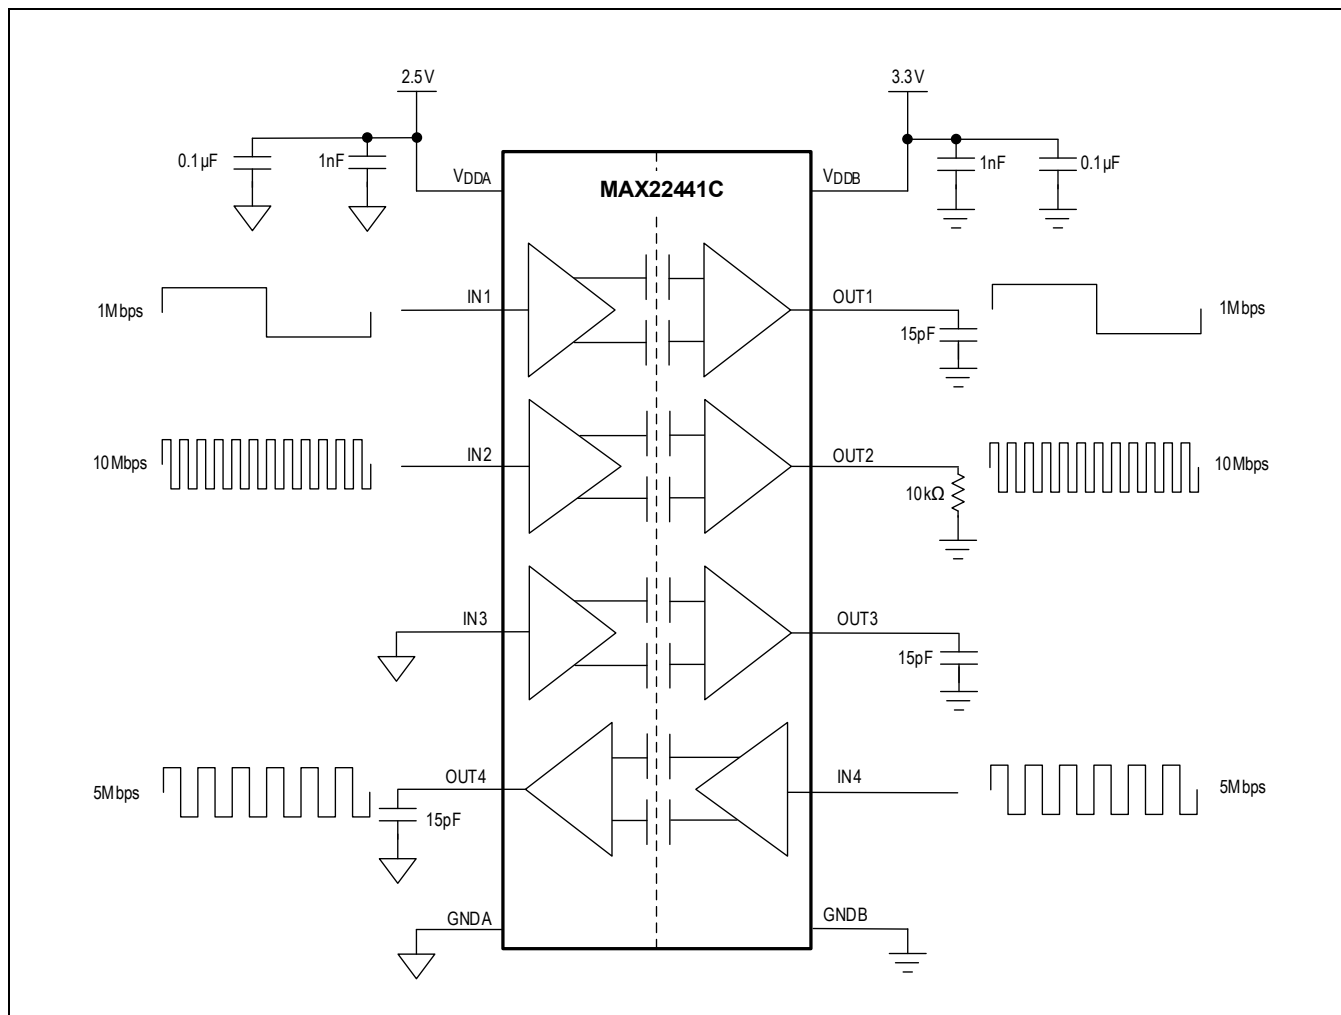 2.5V
3.3V
0.1µF
1nF
1nF
0.1µF
VDDA
MAX22441C
VDDB
1Mbps
IN1
OUT1
15pF
1Mbps
10Mbps
IN2
OUT2
10kΩ
10Mbps
IN3
OUT3
15pF
5Mbps
OUT4
15pF
IN4
5Mbps
GNDA
GNDB